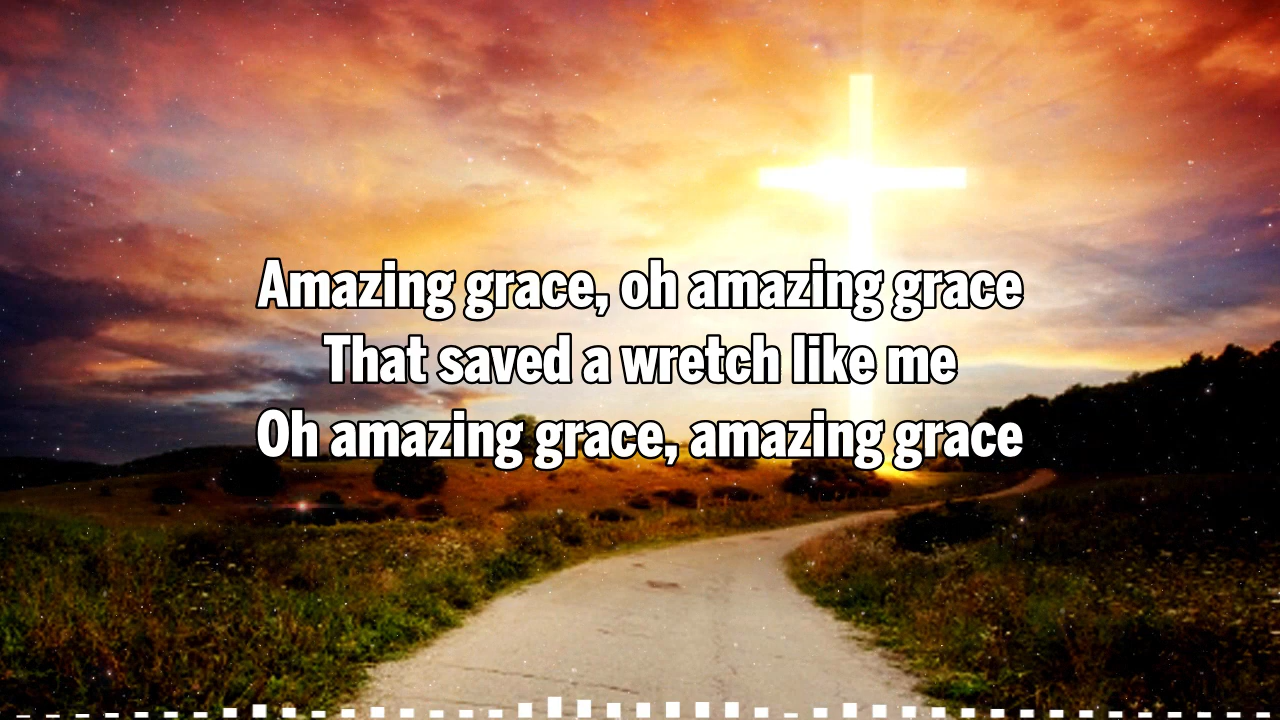 Amazing grace, oh amazing grace
That saved a wretch like me
Oh amazing grace, amazing grace